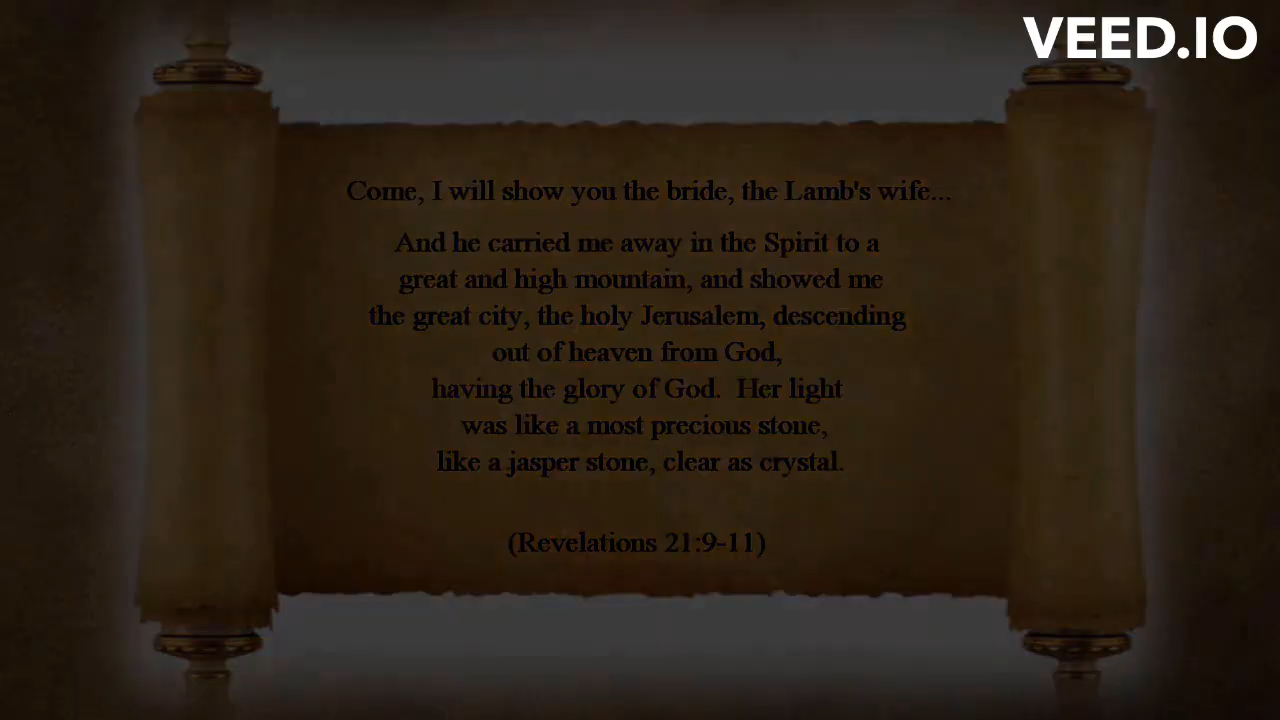 VEED.IO
Come, I will show you the bride, the Lamb's wife...
And he carried me away in the Spirit to a
great and high mountain, and showed me
the great city, the holy Jerusalem, descending
out of heaven from God,
having the glory of God.  Her light
was like a most precious stone,
like a jasper stone, clear as crystal.
(Revelations 21:9-11)